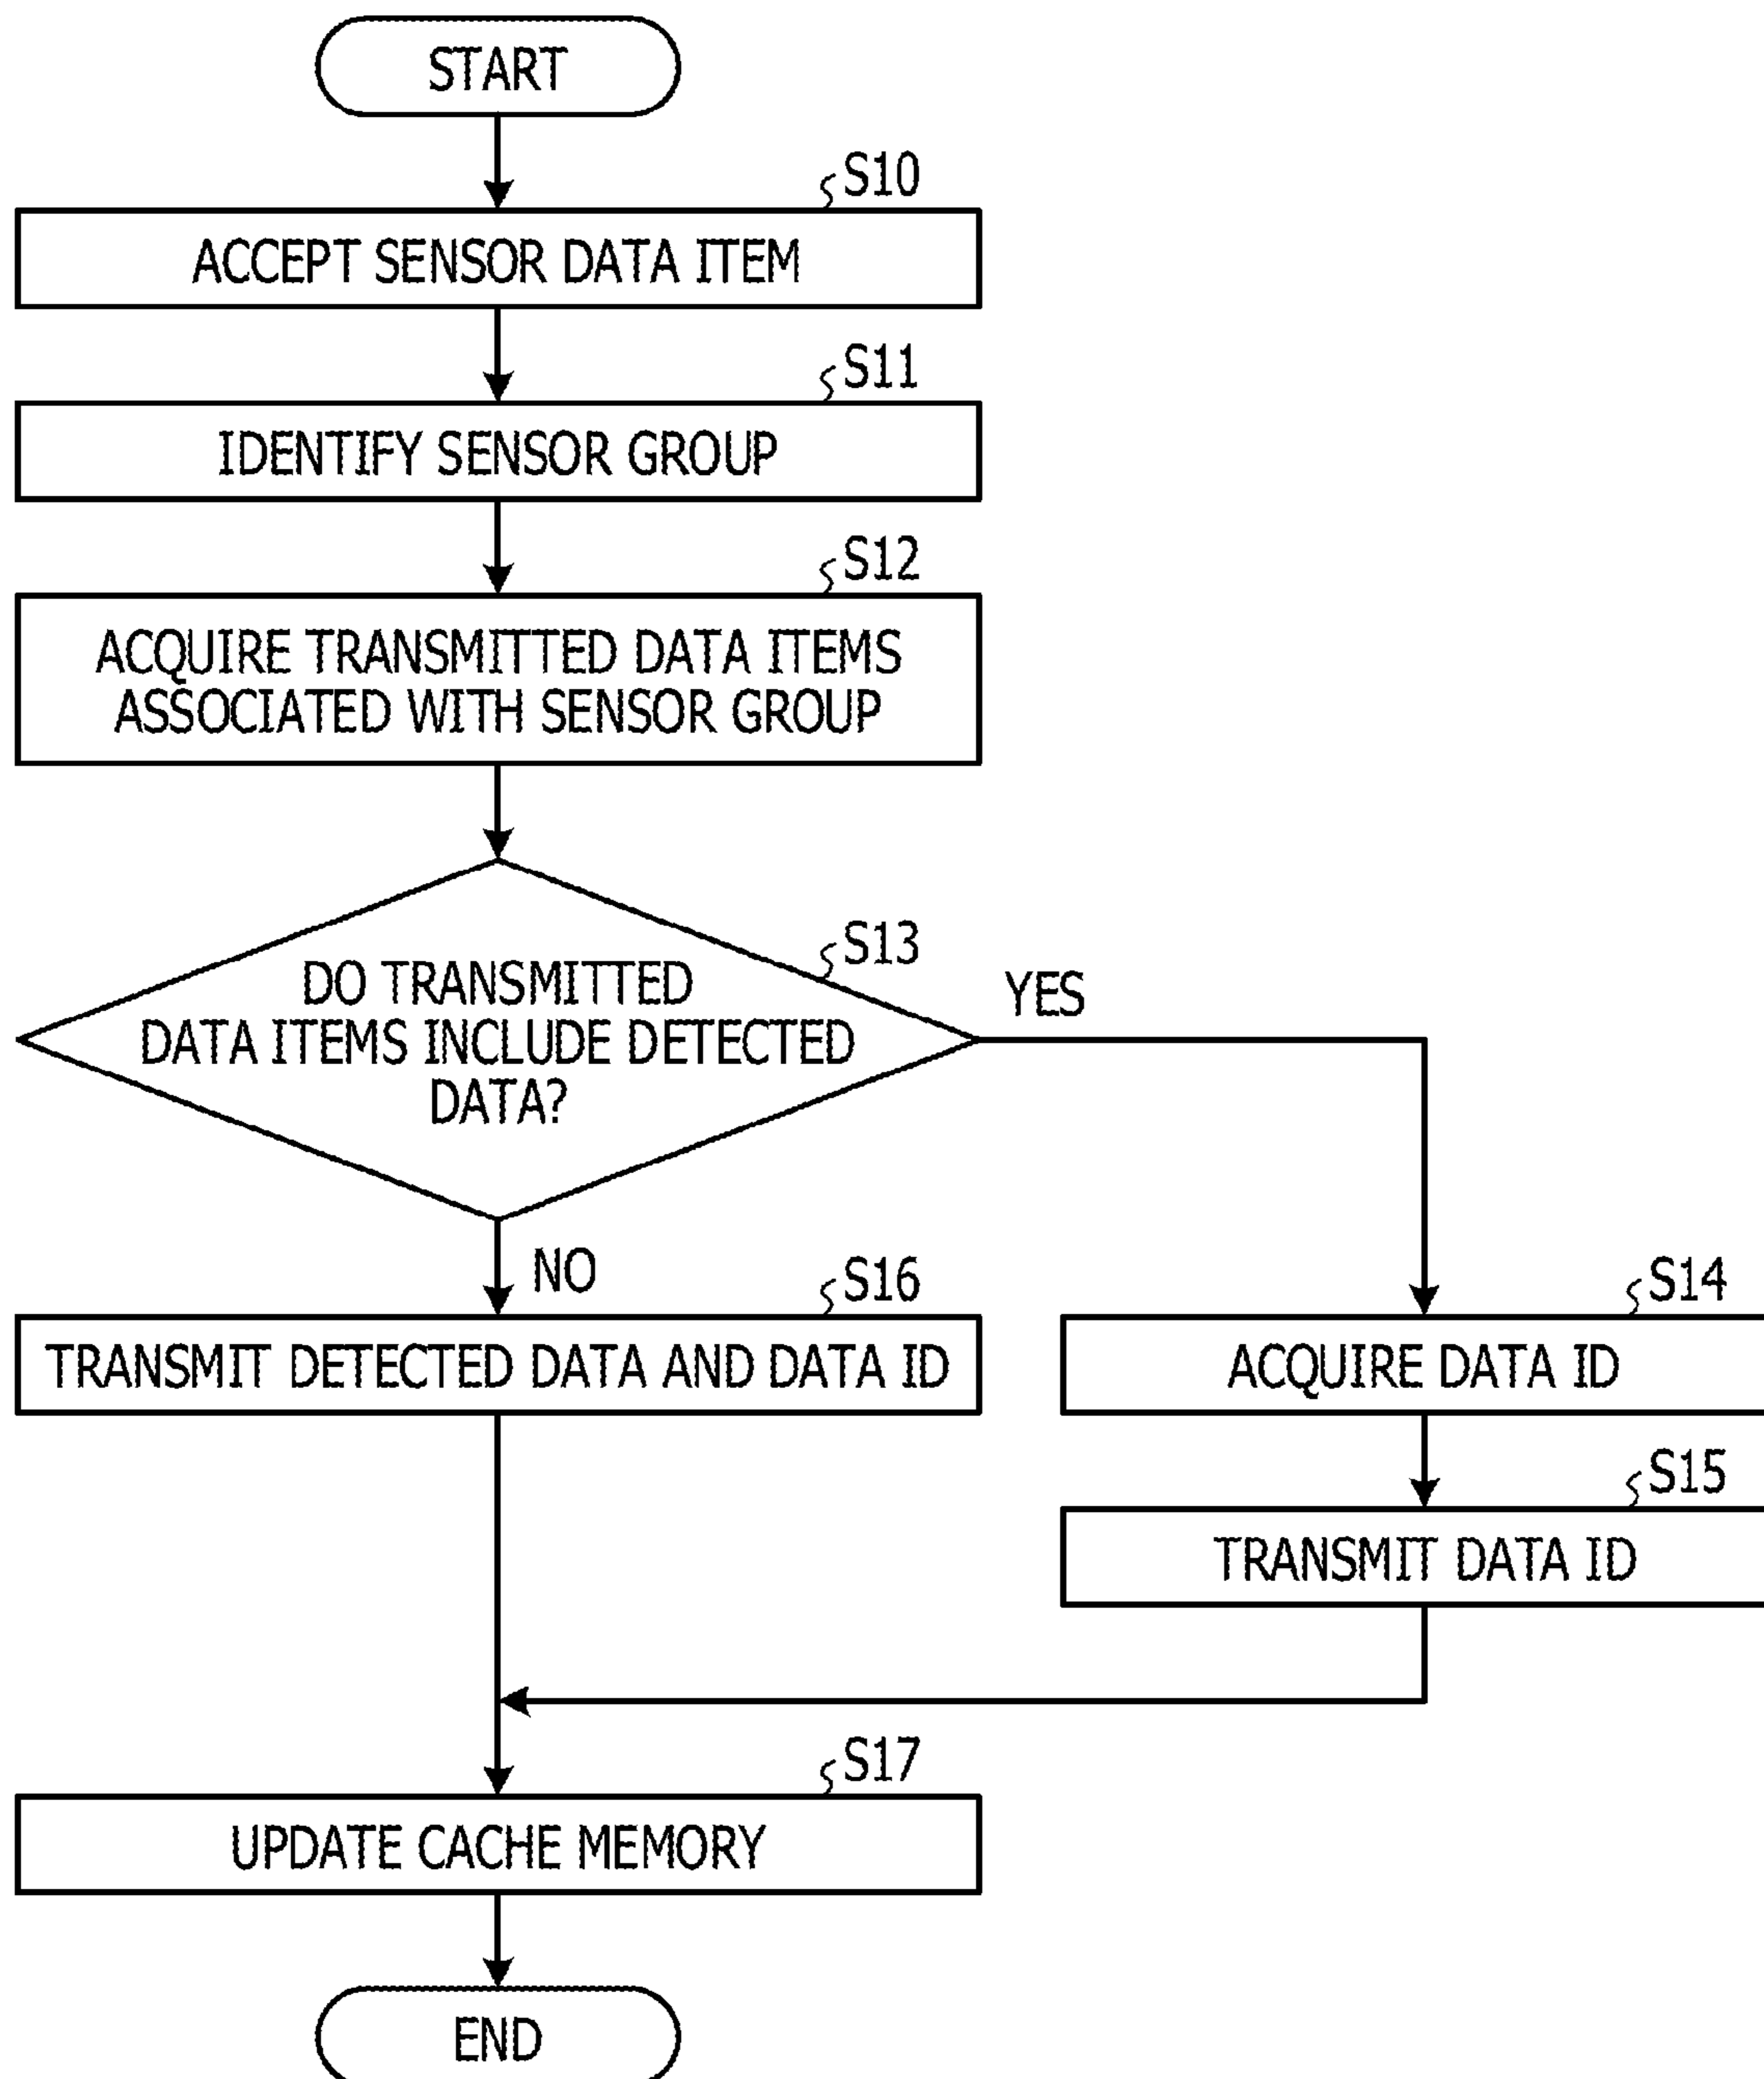 START
S10
ACCEPT SENSOR DATA ITEM
S11
IDENTIFY SENSOR GROUP
S12
ACQUIRE TRANSMITTED DATA ITEMS
ASSOCIATED WITH SENSOR GROUP
S13
DO TRANSMITTED
DATA ITEMS INCLUDE DETECTED
DATA?
YES
NO
S16
TRANSMIT DETECTED DATA AND DATA ID
S14
ACQUIRE DATA ID
S15
TRANSMIT DATA ID
S17
UPDATE CACHE MEMORY
END